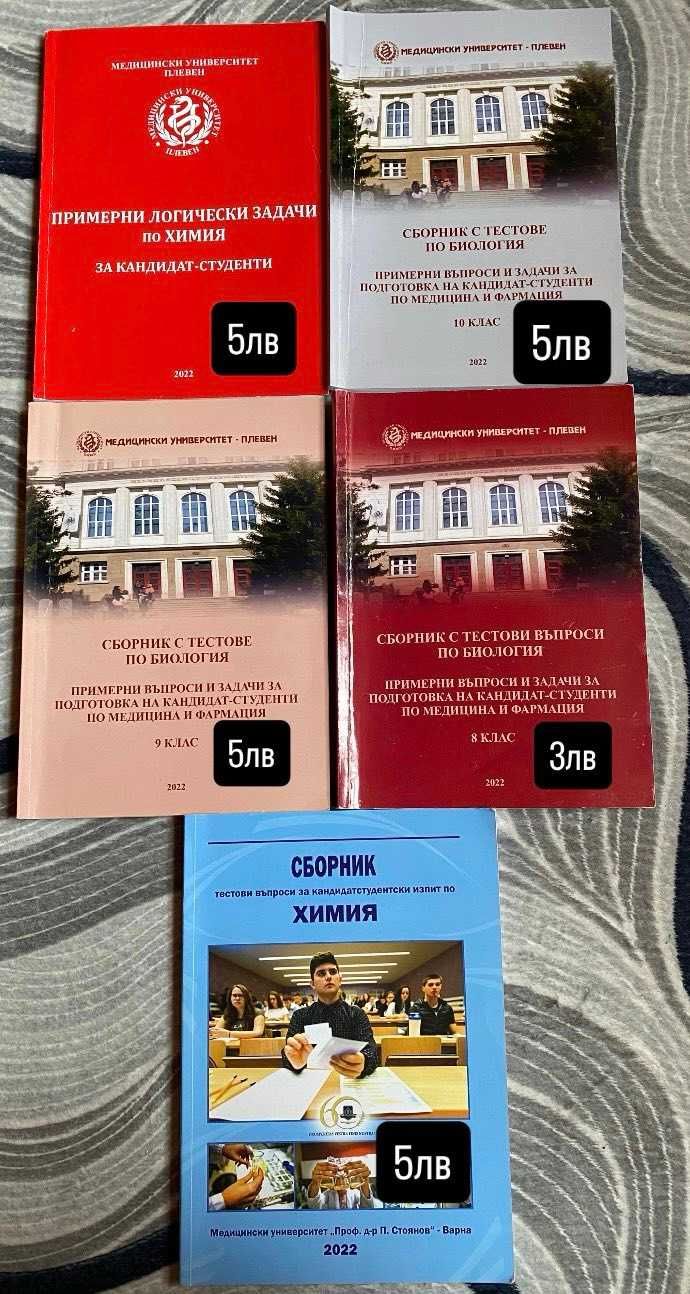 МЕДИЦИНСКИ УНИВЕРСИТЕТ
ПЛЕВЕН
МЕДИЦИНСКИ УНИВЕРСИТЕТ
ПЛЕВЕН
ПРИМЕРНИ ЛОГИЧЕСКИ ЗАДАЧИ
ПО ХИМИЯ
ЗА КАНДИДАТ-СТУДЕНТИ
5лв
2022
МЕДИЦИНСКИ УНИВЕРСИТЕТ - ПЛЕВЕН
СБОРНИК С ТЕСТОВЕ
ПО БИОЛОГИЯ
ПРИМЕРНИ ВЪПРОСИ И ЗАДАЧИ ЗА
ПОДГОТОВКА НА КАНДИДАТ-СТУДЕНТИ
ПО МЕДИЦИНА И ФАРМАЦИЯ
10 КЛАС
5лв
2022
МЕДИЦИНСКИ УНИВЕРСИТЕТ - ПЛЕВЕН
СБОРНИК С ТЕСТОВЕ
ПО БИОЛОГИЯ
ПРИМЕРНИ ВЪПРОСИ И ЗАДАЧИ ЗА
ПОДГОТОВКА НА КАНДИДАТ-СТУДЕНТИ
ПО МЕДИЦИНА И ФАРМАЦИЯ
9 КЛАС
5лв
2022
МЕДИЦИНСКИ УНИВЕРСИТЕТ - ПЛЕВЕН
СБОРНИК С ТЕСТОВИ ВЪПРОСИ
ПО БИОЛОГИЯ
ПРИМЕРНИ ВЪПРОСИ И ЗАДАЧИ ЗА
ПОДГОТОВКА НА КАНДИДАТ-СТУДЕНТИ
ПО МЕДИЦИНА И ФАРМАЦИЯ
8 КЛАС
3лв
2022
СБОРНИК
тестови въпроси за кандидатстудентски изпит по
ХИМИЯ
60
5лв
Медицински университет „Проф. д-р П. Стоянов" - Варна
2022